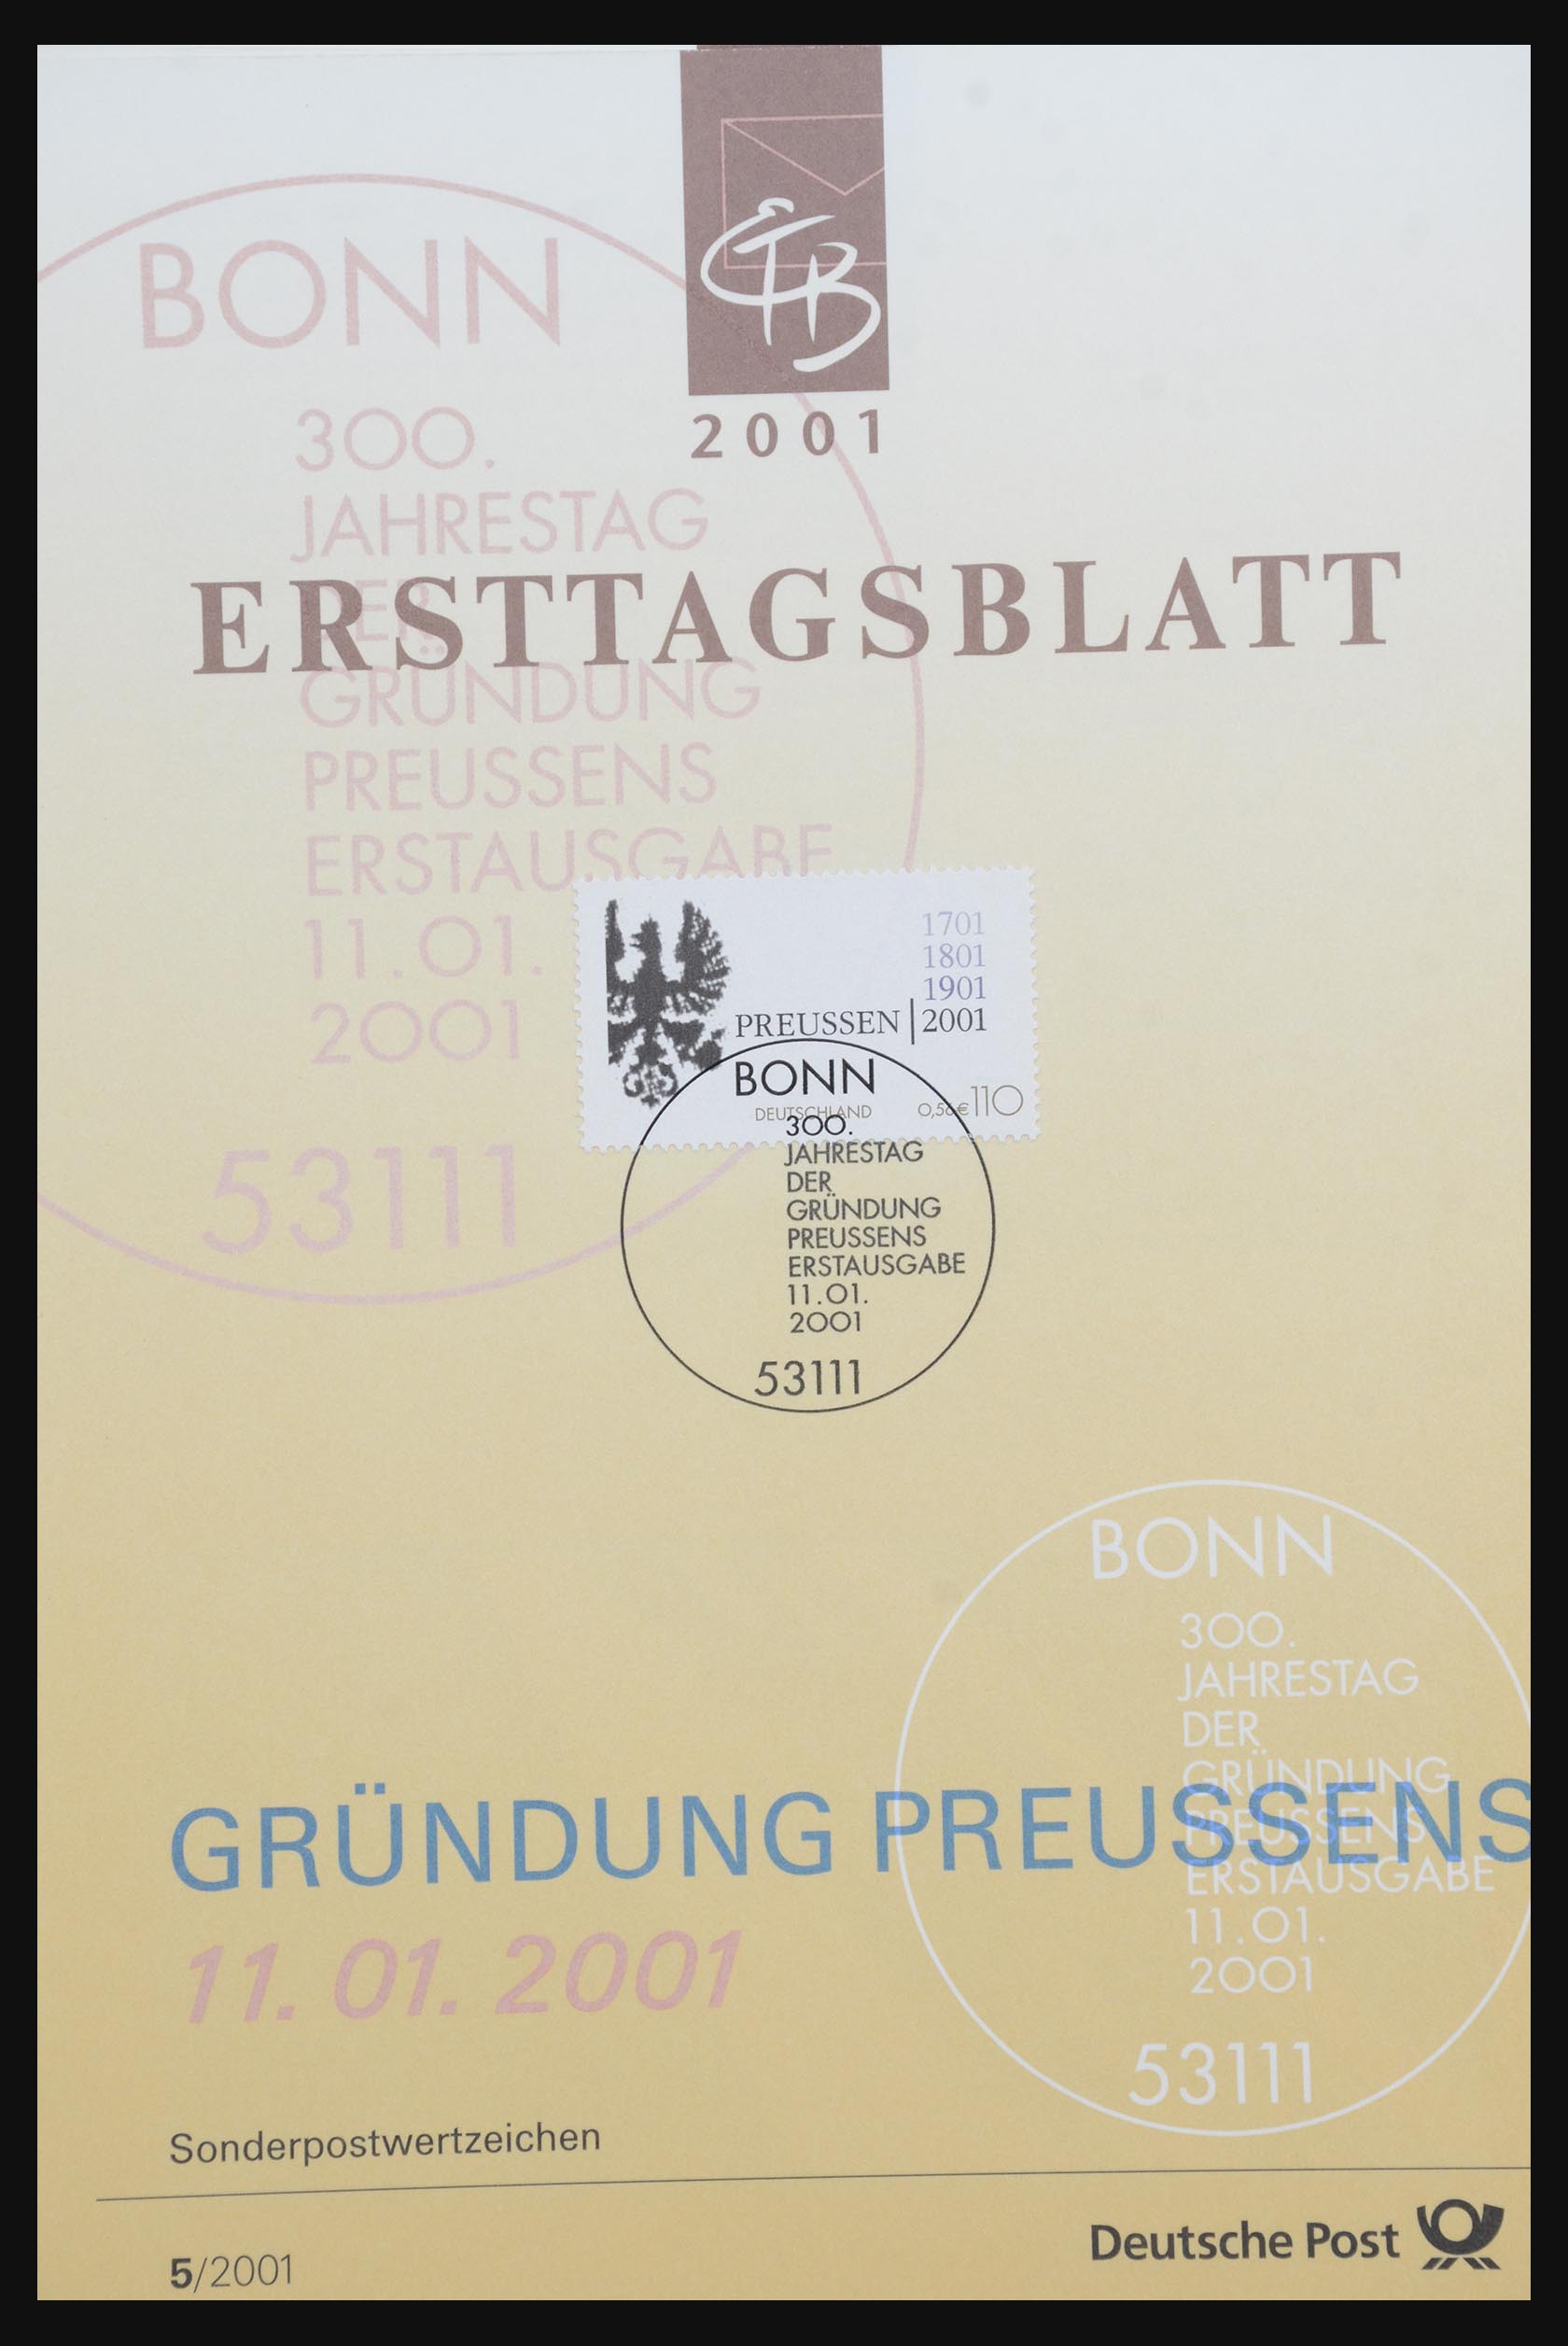 ETB
2001
BONN
300.
JAHRESTAG
DER
GRÜNDUNG
PREUSSENS
ERSTAUSGABE
11.01.
2001
53111
ERSTTAGSBLATT
1701
1801
1901
PREUSSEN|2001
DEUTSCHLAND 0,56€110
BONN
300.
JAHRESTAG
DER
GRÜNDUNG
PREUSSENS
ERSTAUSGABE
11.01.
2001
53111
BONN
300.
JAHRESTAG
DER
GRÜNDUNG
PREUSSENS
ERSTAUSGABE
11.01.
2001
53111
GRÜNDUNG PREUSSENS
11. 01. 2001
Sonderpostwertzeichen
Deutsche Post
5/2001